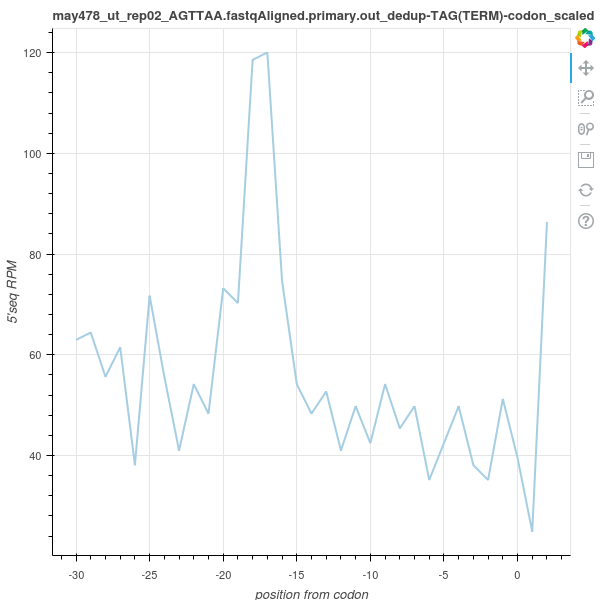 may478_ut_rep02_AGTTAA.fastqAligned.primary.out_dedup-TAG(TERM)-codon_scaled
120
100
80
60
40
5'seq RPM
-30 -25 -20 -15 -10 -5 0
position from codon